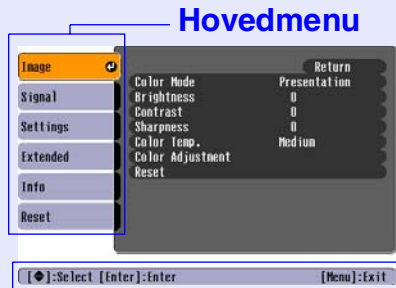 Hovedmenu
Image
Signal
Settings
Extended
Info
Reset
Return
Color Mode Presentation
Brightness 0
Contrast 0
Sharpness 0
Color Temp. Medium
Color Adjustment
Reset
[◆]:Select [Enter]:Enter [Menu]:Exit